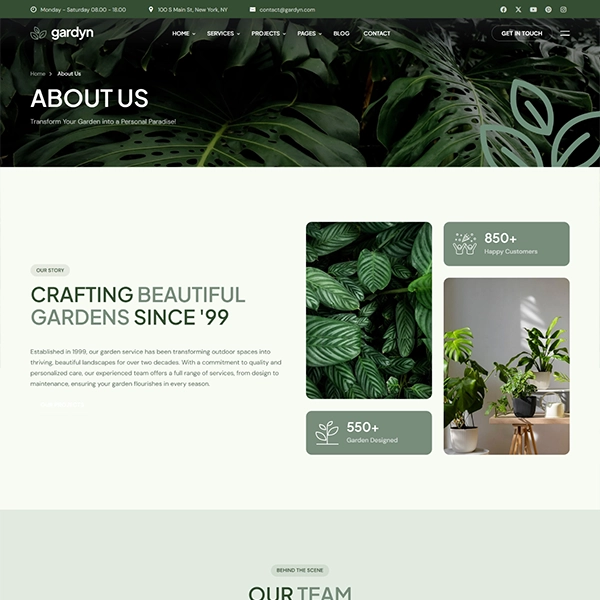 Monday - Saturday 08.00 - 18.00
100 S Main St, New York, NY
contact@gardyn.com
gardyn
HOME
SERVICES
PROJECTS
PAGES
BLOG
CONTACT
GET IN TOUCH
Home
About Us
ABOUT US
Transform Your Garden into a Personal Paradise!
OUR STORY
CRAFTING BEAUTIFUL
GARDENS SINCE '99
Established in 1999, our garden service has been transforming outdoor spaces into
thriving, beautiful landscapes for over two decades. With a commitment to quality and
personalized care, our experienced team offers a full range of services, from design to
maintenance, ensuring your garden flourishes in every season.
850+
Happy Customers
550+
Garden Designed
BEHIND THE SCENE
OUR TEAM